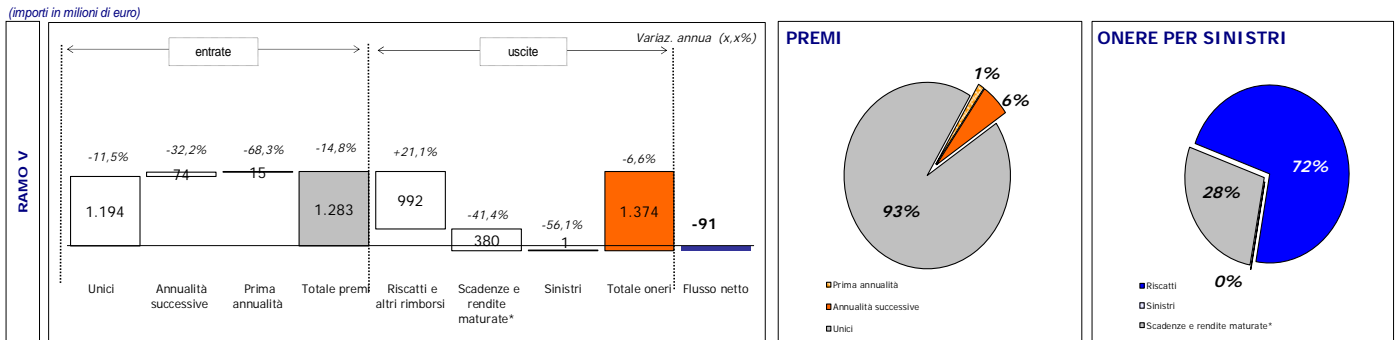 (importi in milioni di euro)
RAMO V
entrate
uscite
Variaz. annua (x,x%)
-11,5%
-32,2%
-68,3%
-14,8%
+21,1%
-41,4%
-56,1%
-6,6%
1.194
74
15
1.283
992
380
1
1.374
-91
Unici
Annualità
successive
Prima
annualità
Totale premi
Riscatti e
altri rimborsi
Scadenze e
rendite
maturate*
Sinistri
Totale oneri
Flusso netto
PREMI
1%
6%
93%
Prima annualità
Annualità successive
Unici
ONERE PER SINISTRI
72%
28%
0%
Riscatti
Sinistri
Scadenze e rendite maturate*